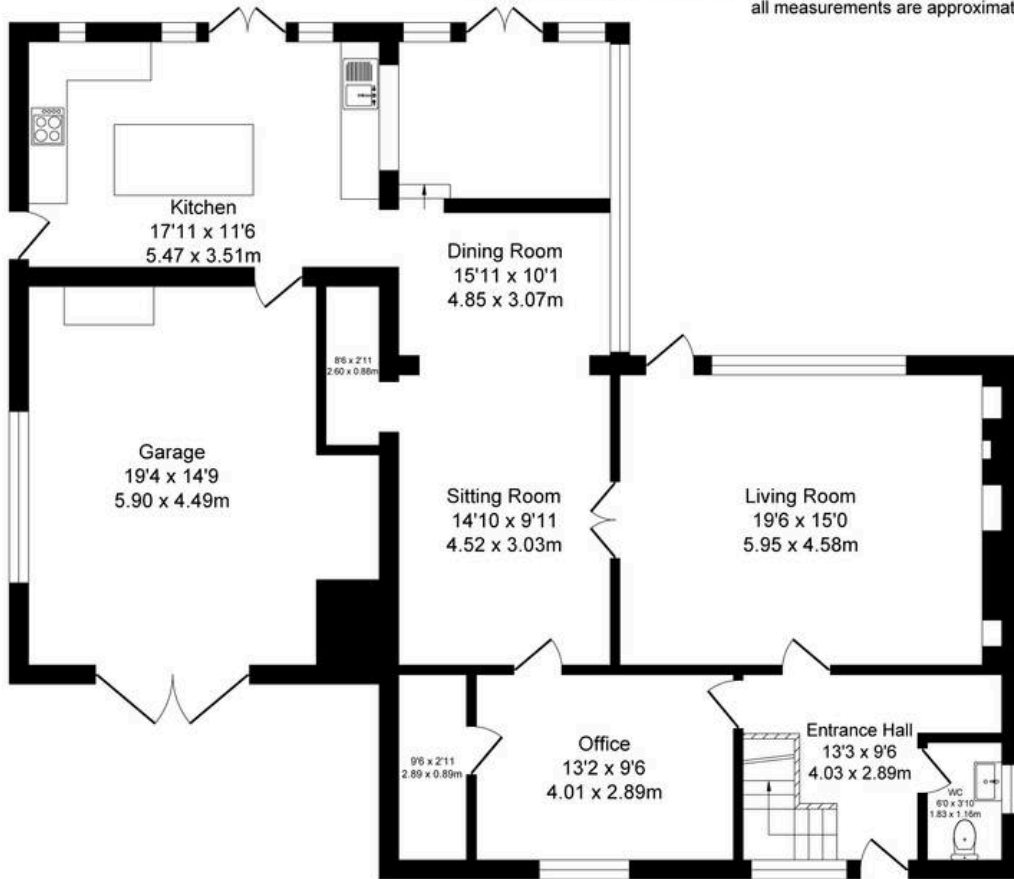 all measurements are approximat
Kitchen
17'11 x 11'6
5.47 x 3.51m
Dining Room
15'11 x 10'1
4.85 x 3.07m
8'6 x 2'11
2.60 x 0.88m
Garage
19'4 x 14'9
5.90 x 4.49m
Sitting Room
14'10 x 9'11
4.52 x 3.03m
Living Room
19'6 x 15'0
5.95 x 4.58m
9'6 x 2'11
2.89 x 0.89m
Office
13'2 x 9'6
4.01 x 2.89m
Entrance Hall
13'3 x 9'6
4.03 x 2.89m
WC
6'0 x 3'10
1.83 x 1.16m